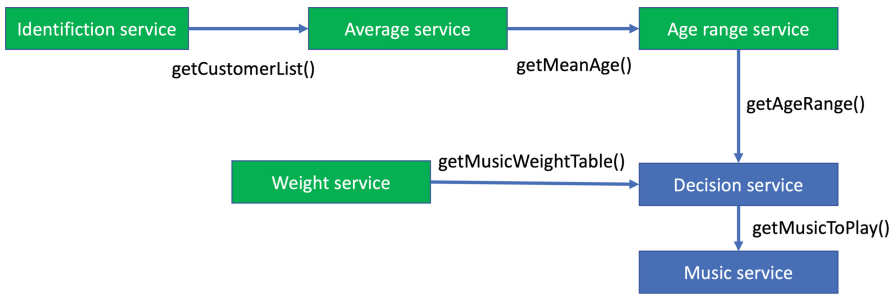 Identifiction service
Average service
Age range service
getCustomerList()
getMeanAge()
getAgeRange()
getMusicWeightTable()
Weight service
Decision service
getMusicToPlay()
Music service